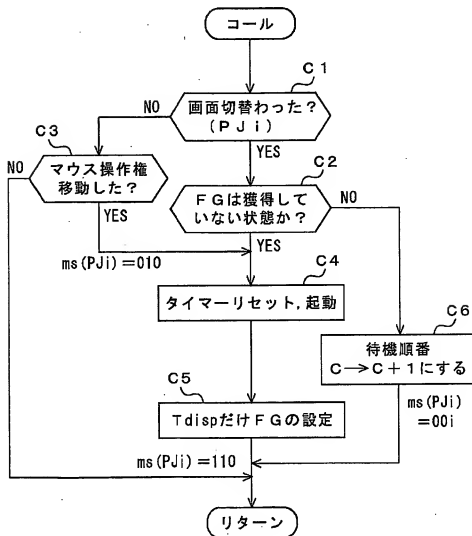 コール
C1
画面切替わった?
(PJi)
NO
YES
C3
マウス操作権
移動した?
NO
YES
C2
FGは獲得して
いない状態か?
NO
YES
ms(PJi)=010
C4
タイマーリセット,起動
C6
待機順番
C→C+1にする
C5
TdispだけFGの設定
ms(PJi)
=00i
ms(PJi)=110
リターン